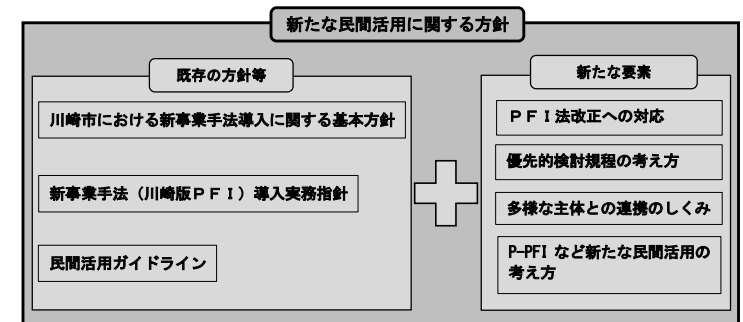 新たな民間活用に関する方針
既存の方針等
川崎市における新事業手法導入に関する基本方針
新事業手法（川崎版ＰＦＩ）導入実務指針
民間活用ガイドライン
新たな要素
ＰＦＩ法改正への対応
優先的検討規程の考え方
多様な主体との連携のしくみ
P-PFI など新たな民間活用の
考え方